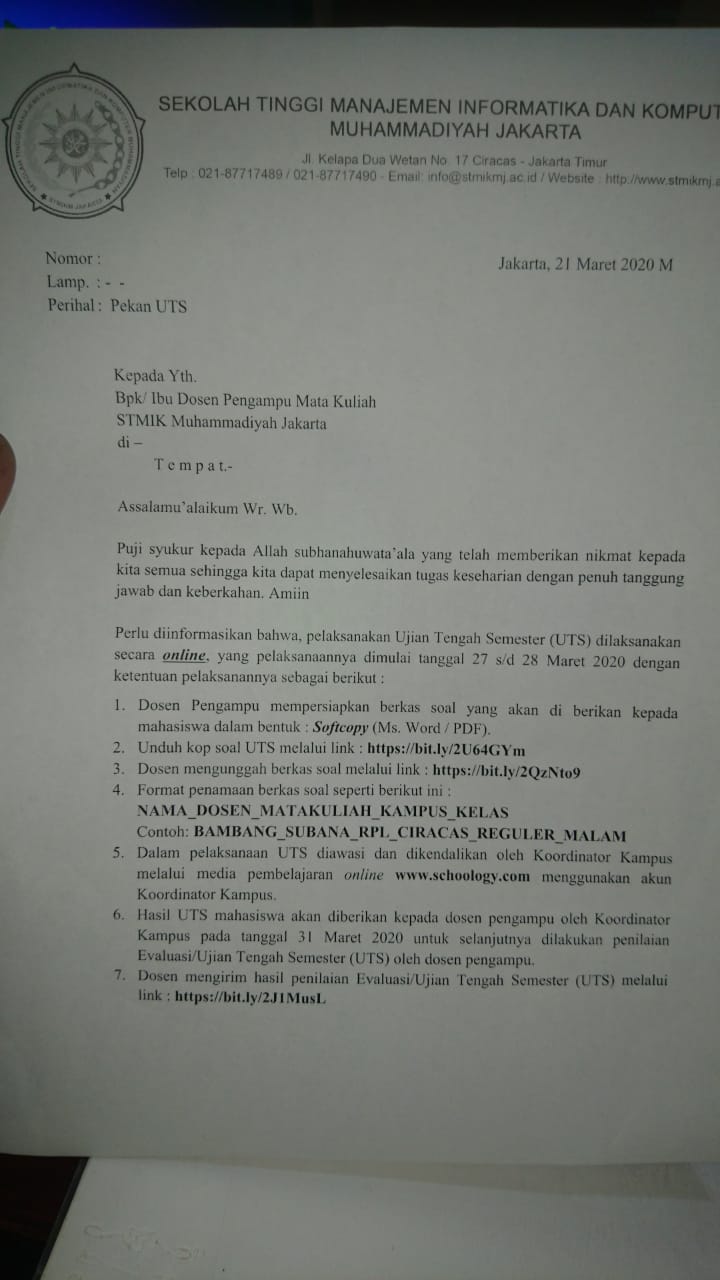 SEKOLAH TINGGI MANAJEMEN INFORMATIKA DAN KOMPUT
MUHAMMADIYAH JAKARTA
Jl. Kelapa Dua Wetan No. 17 Ciracas - Jakarta Timur
Telp : 021-87717489 / 021-87717490 - Email: info@stmikmj.ac.id / Website : http://www.stmikmj.a
Nomor :
Jakarta, 21 Maret 2020 M
Lamp. : - -
Perihal : Pekan UTS
Kepada Yth.
Bpk/ Ibu Dosen Pengampu Mata Kuliah
STMIK Muhammadiyah Jakarta
di –
T e m p a t.-
Assalamu’alaikum Wr. Wb.
Puji syukur kepada Allah subhanahuwata’ala yang telah memberikan nikmat kepada
kita semua sehingga kita dapat menyelesaikan tugas keseharian dengan penuh tanggung
jawab dan keberkahan. Amiin
Perlu diinformasikan bahwa, pelaksanakan Ujian Tengah Semester (UTS) dilaksanakan
secara online, yang pelaksanaannya dimulai tanggal 27 s/d 28 Maret 2020 dengan
ketentuan pelaksanannya sebagai berikut :
1. Dosen Pengampu mempersiapkan berkas soal yang akan di berikan kepada
mahasiswa dalam bentuk : Softcopy (Ms. Word / PDF).
2. Unduh kop soal UTS melalui link : https://bit.ly/2U64GYm
3. Dosen mengunggah berkas soal melalui link : https://bit.ly/2QzNto9
4. Format penamaan berkas soal seperti berikut ini :
NAMA_DOSEN_MATAKULIAH_KAMPUS_KELAS
Contoh: BAMBANG_SUBANA_RPL_CIRACAS_REGULER_MALAM
5. Dalam pelaksanaan UTS diawasi dan dikendalikan oleh Koordinator Kampus
melalui media pembelajaran online www.schoology.com menggunakan akun
Koordinator Kampus.
6. Hasil UTS mahasiswa akan diberikan kepada dosen pengampu oleh Koordinator
Kampus pada tanggal 31 Maret 2020 untuk selanjutnya dilakukan penilaian
Evaluasi/Ujian Tengah Semester (UTS) oleh dosen pengampu.
7. Dosen mengirim hasil penilaian Evaluasi/Ujian Tengah Semester (UTS) melalui
link : https://bit.ly/2J1MusL